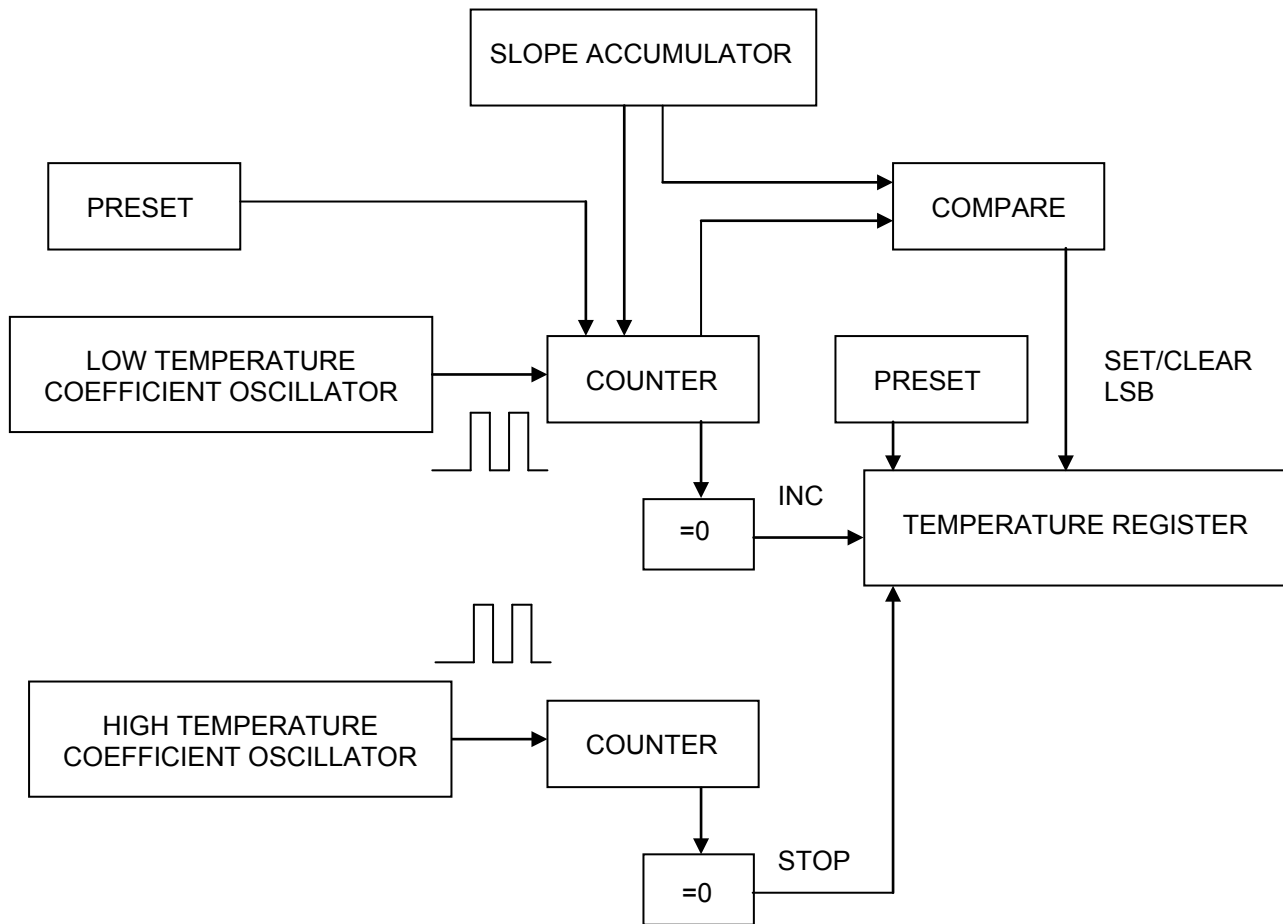 SLOPE ACCUMULATOR
PRESET
COMPARE
LOW TEMPERATURE
COEFFICIENT OSCILLATOR
COUNTER
PRESET
SET/CLEAR
LSB
INC
=0
TEMPERATURE REGISTER
HIGH TEMPERATURE
COEFFICIENT OSCILLATOR
COUNTER
STOP
=0